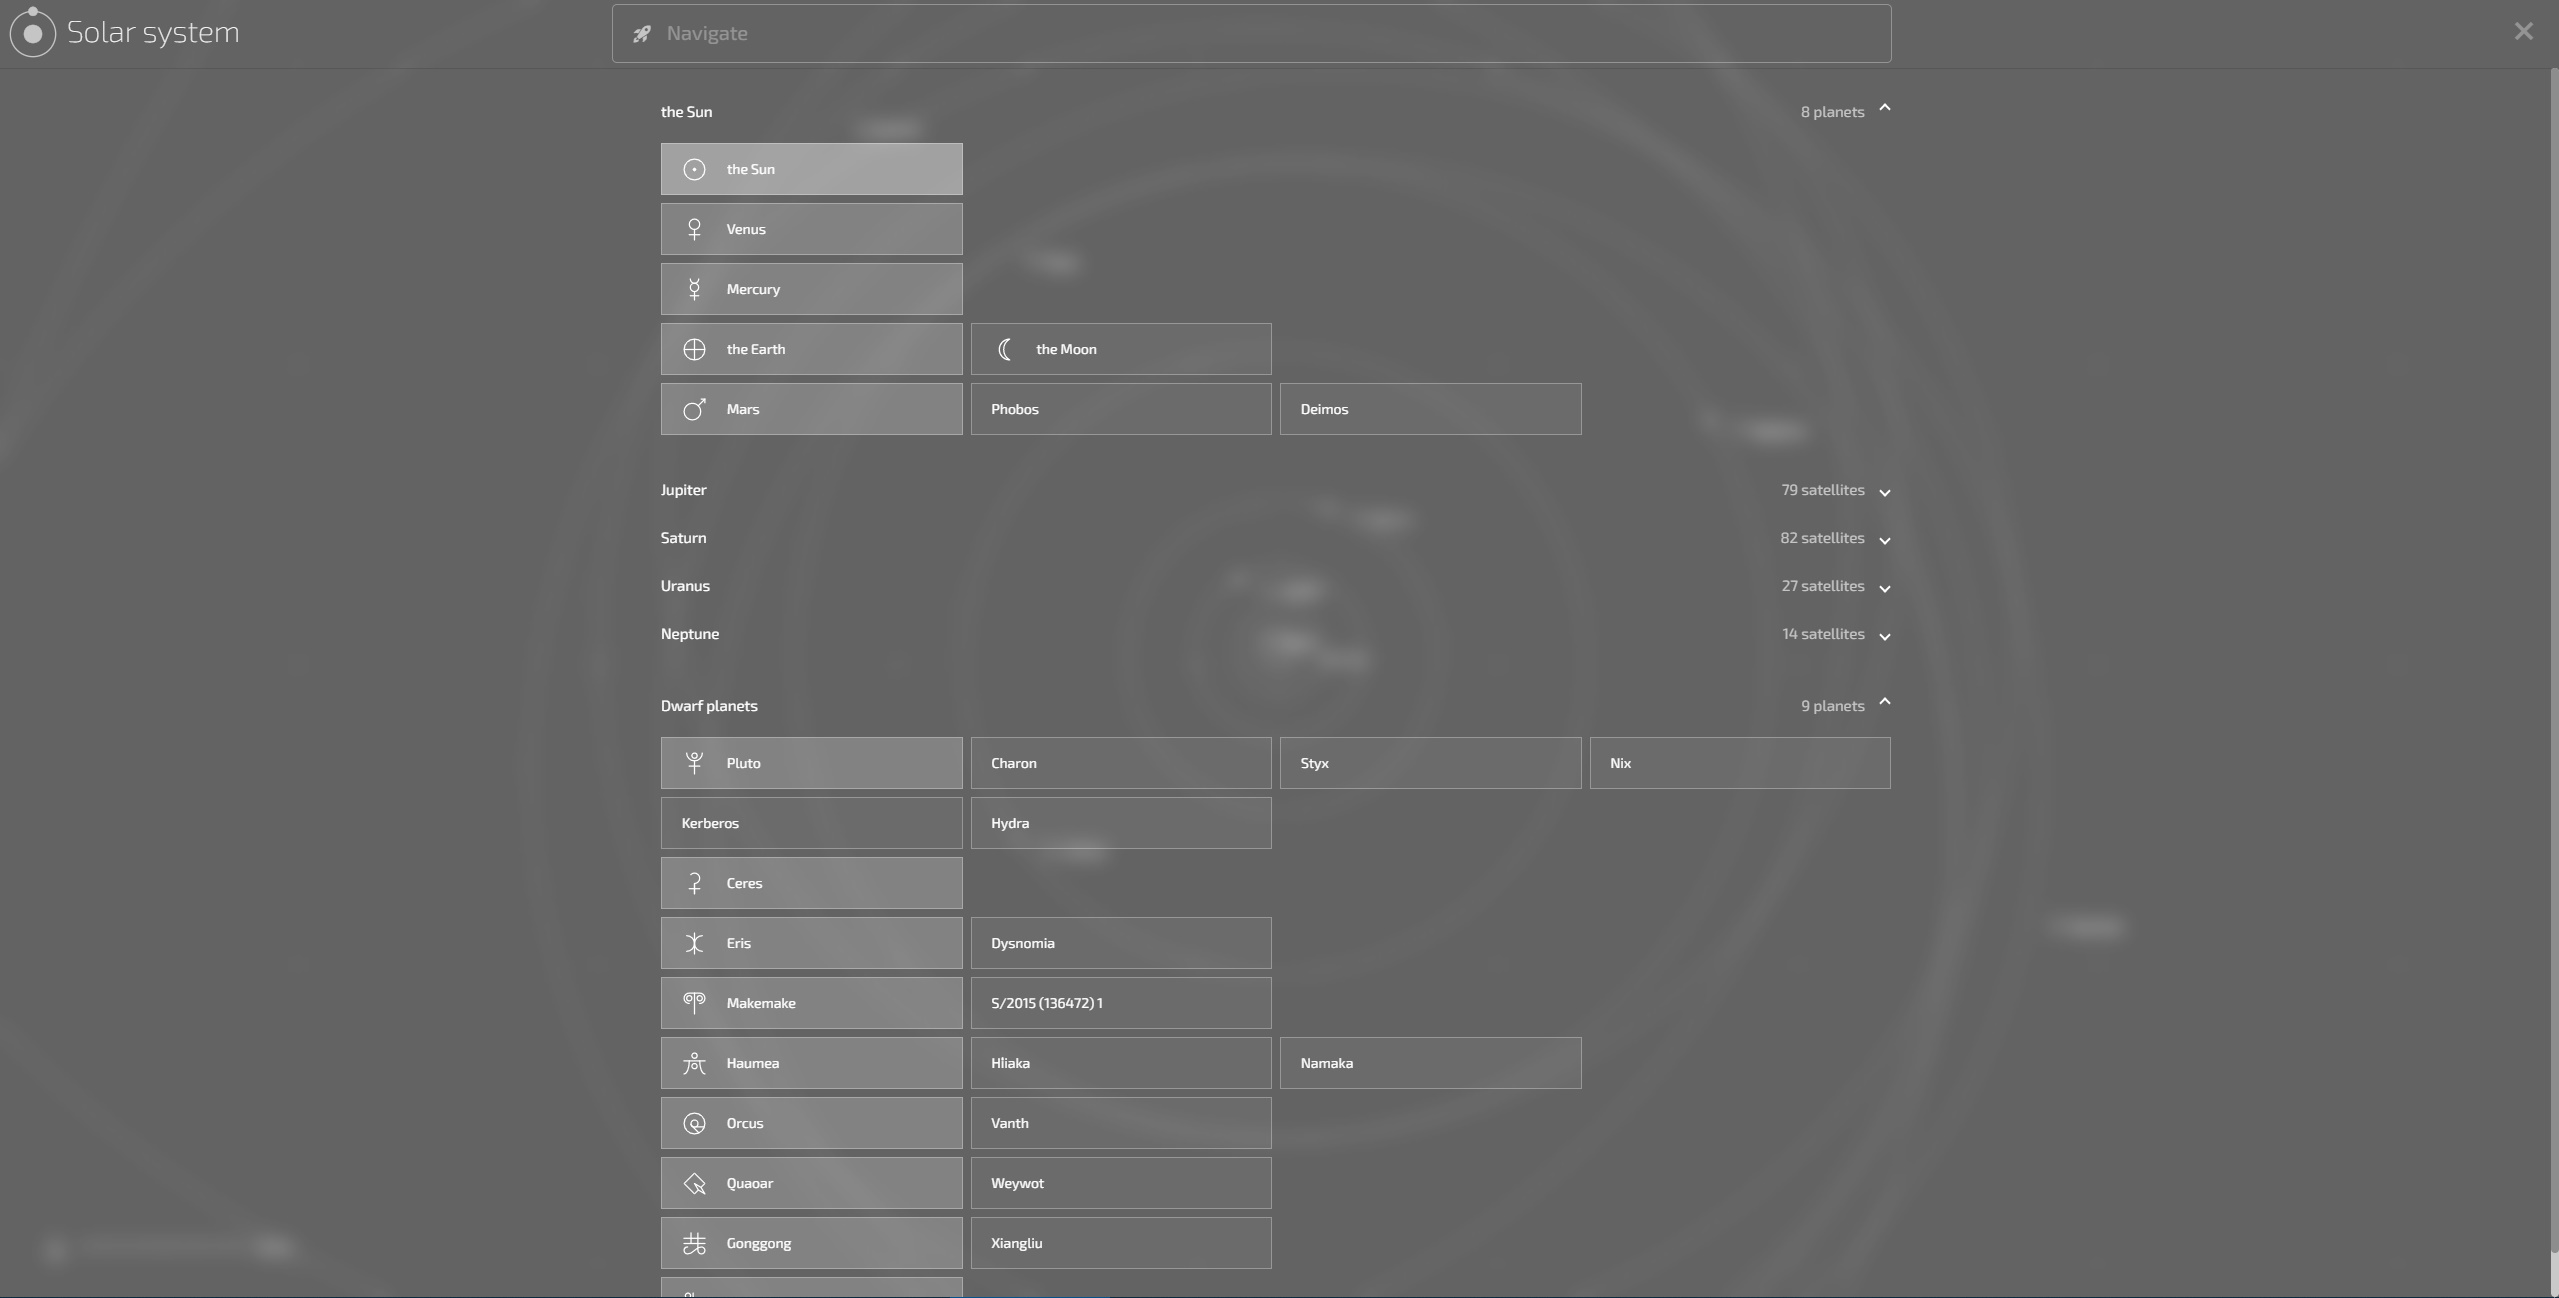 Solar system
Navigate
the Sun 8 planets
the Sun
Venus
Mercury
the Earth the Moon
Mars Phobos Deimos
Jupiter 79 satellites
Saturn 82 satellites
Uranus 27 satellites
Neptune 14 satellites
Dwarf planets 9 planets
Pluto Charon Styx Nix
Kerberos Hydra
Ceres
Eris Dysnomia
Makemake S/2015 (136472) 1
Haumea Hliaka Namaka
Orcus Vanth
Quaoar Weywot
Gonggong Xiangliu